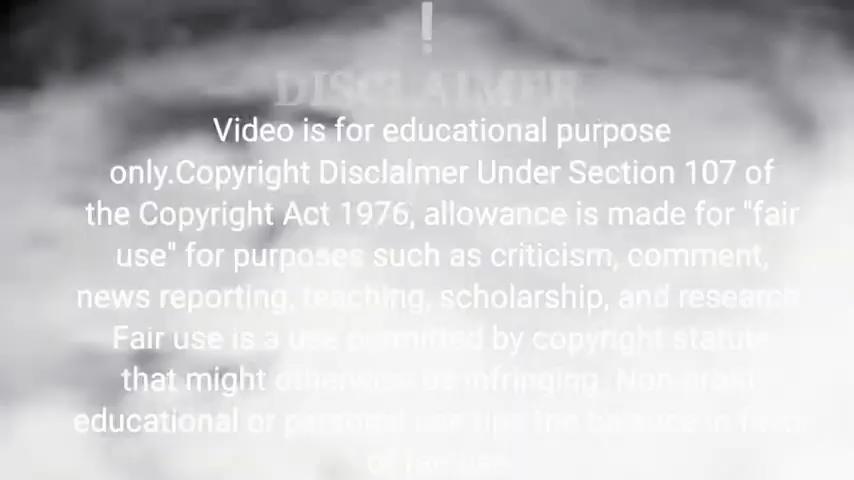 !
DISCLAIMER
Video is for educational purpose
only.Copyright Disclalmer Under Section 107 of
the Copyright Act 1976, allowance is made for "fair
use" for purposes such as criticism, comment,
news reporting, teaching, scholarship, and research.
Fair use is a use permitted by copyright statute
that might otherwise be infringing. Non-profit,
educational or personal use tips the balance in favor
of fair use.